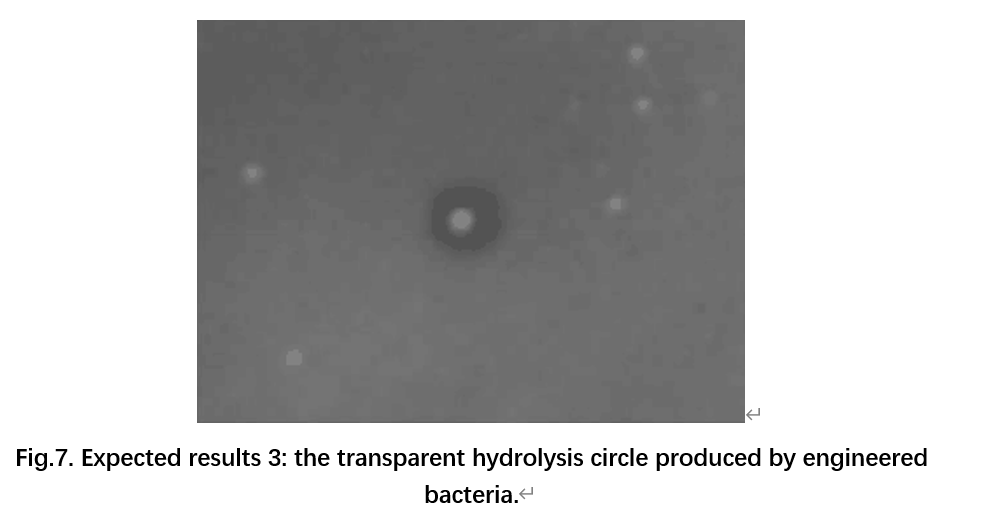 Fig.7. Expected results 3: the transparent hydrolysis circle produced by engineered
bacteria.